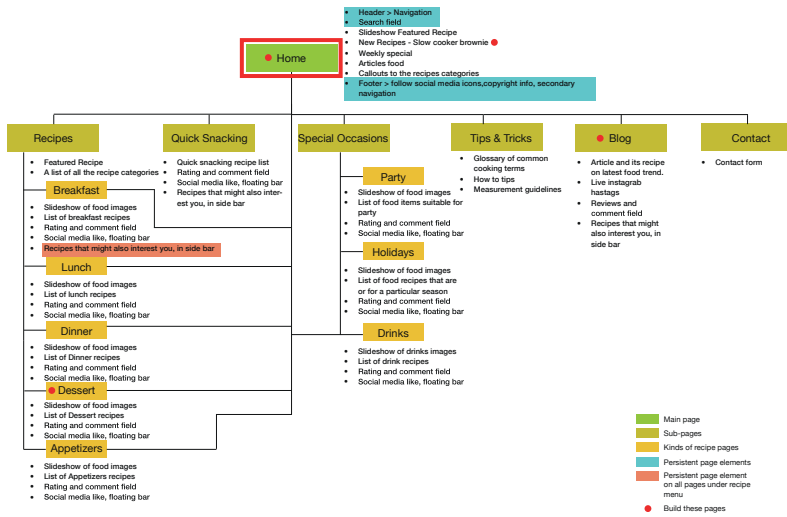 Header > Navigation
Search field
Slideshow Featured Recipe
New Recipes - Slow cooker brownie
Weekly special
Articles food
Callouts to the recipes categories
Footer > follow social media icons,copyright info, secondary
navigation
Home
Recipes
Featured Recipe
A list of all the recipe categories
Breakfast
Slideshow of food images
List of breakfast recipes
Rating and comment field
Social media like, floating bar
Recipes that might also interest you, in side bar
Lunch
Slideshow of food images
List of lunch recipes
Rating and comment field
Social media like, floating bar
Dinner
Slideshow of food images
List of Dinner recipes
Rating and comment field
Social media like, floating bar
Dessert
Slideshow of food images
List of Dessert recipes
Rating and comment field
Social media like, floating bar
Appetizers
Slideshow of food images
List of Appetizers recipes
Rating and comment field
Social media like, floating bar
Quick Snacking
Quick snacking recipe list
Rating and comment field
Social media like, floating bar
Recipes that might also inter-
est you, in side bar
Special Occasions
Party
Slideshow of food images
List of food items suitable for
party
Rating and comment field
Social media like, floating bar
Holidays
Slideshow of food images
List of food recipes that are
or for a particular season
Rating and comment field
Social media like, floating bar
Drinks
Slideshow of drinks images
List of drink recipes
Rating and comment field
Social media like, floating bar
Tips & Tricks
Glossary of common
cooking terms
How to tips
Measurement guidelines
Blog
Article and its recipe
on latest food trend.
Live instagrab
hastags
Reviews and
comment field
Recipes that might
also interest you, in
side bar
Contact
Contact form
Main page
Sub-pages
Kinds of recipe pages
Persistent page elements
Persistent page element
on all pages under recipe
menu
Build these pages